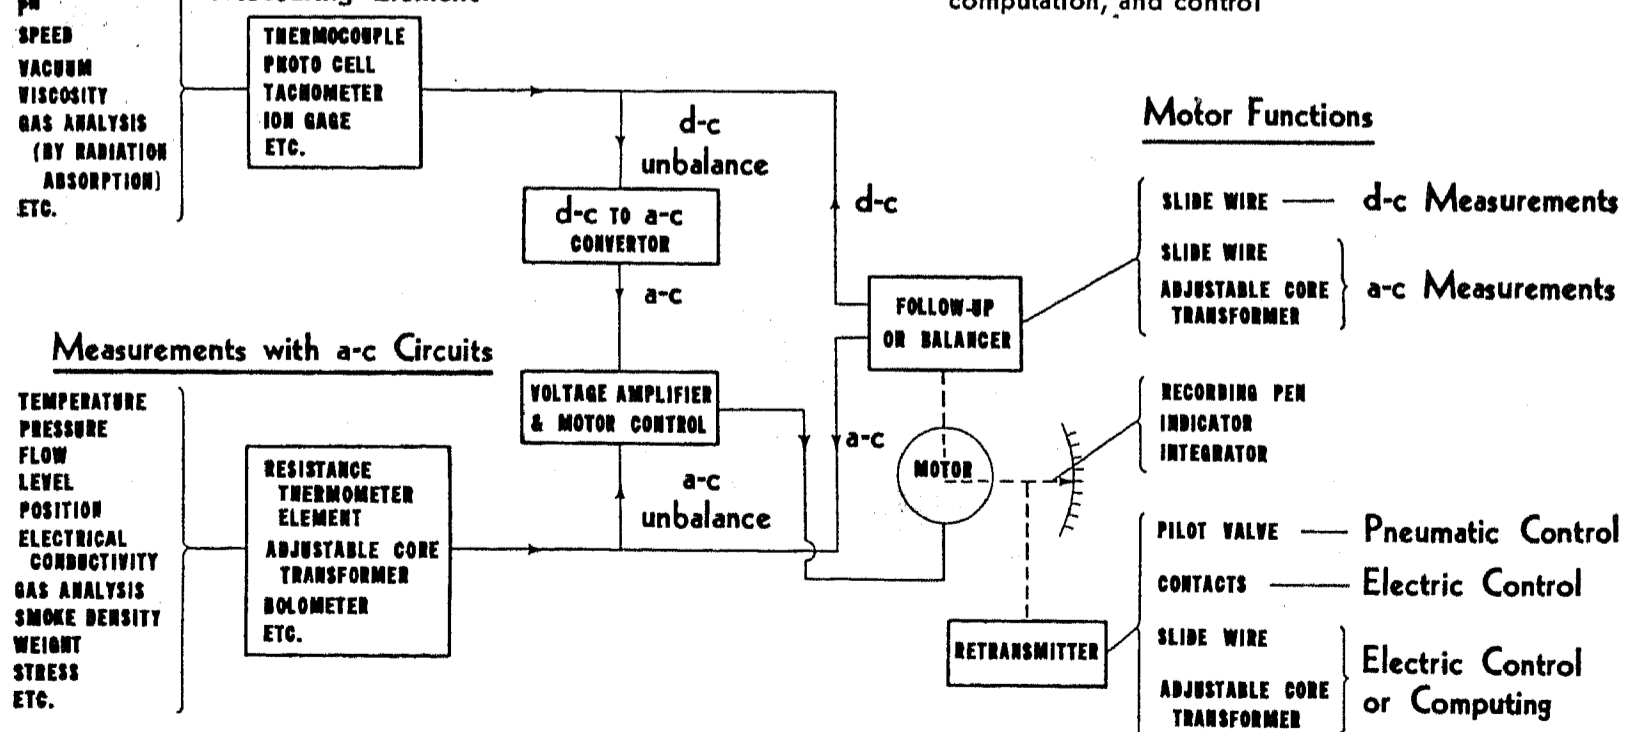 pH
Measuring Element
computation, and control
SPEED
VACUUM
VISCOSITY
GAS ANALYSIS
(BY RADIATION
ABSORPTION)
ETC.
THERMOCOUPLE
PHOTO CELL
TACHOMETER
ION GAGE
ETC.
d-c
unbalance
d-c TO a-c
CONVERTOR
a-c
d-c
Motor Functions
SLIDE WIRE — d-c Measurements
SLIDE WIRE
ADJUSTABLE CORE
TRANSFORMER
a-c Measurements
FOLLOW-UP
OR BALANCER
Measurements with a-c Circuits
TEMPERATURE
PRESSURE
FLOW
LEVEL
POSITION
ELECTRICAL
CONDUCTIVITY
GAS ANALYSIS
SMOKE DENSITY
WEIGHT
STRESS
ETC.
RESISTANCE
THERMOMETER
ELEMENT
ADJUSTABLE CORE
TRANSFORMER
BOLOMETER
ETC.
VOLTAGE AMPLIFIER
& MOTOR CONTROL
a-c
unbalance
a-c
MOTOR
RECORDING PEN
INDICATOR
INTEGRATOR
RETRANSMITTER
PILOT VALVE — Pneumatic Control
CONTACTS — Electric Control
SLIDE WIRE
ADJUSTABLE CORE
TRANSFORMER
Electric Control
or Computing